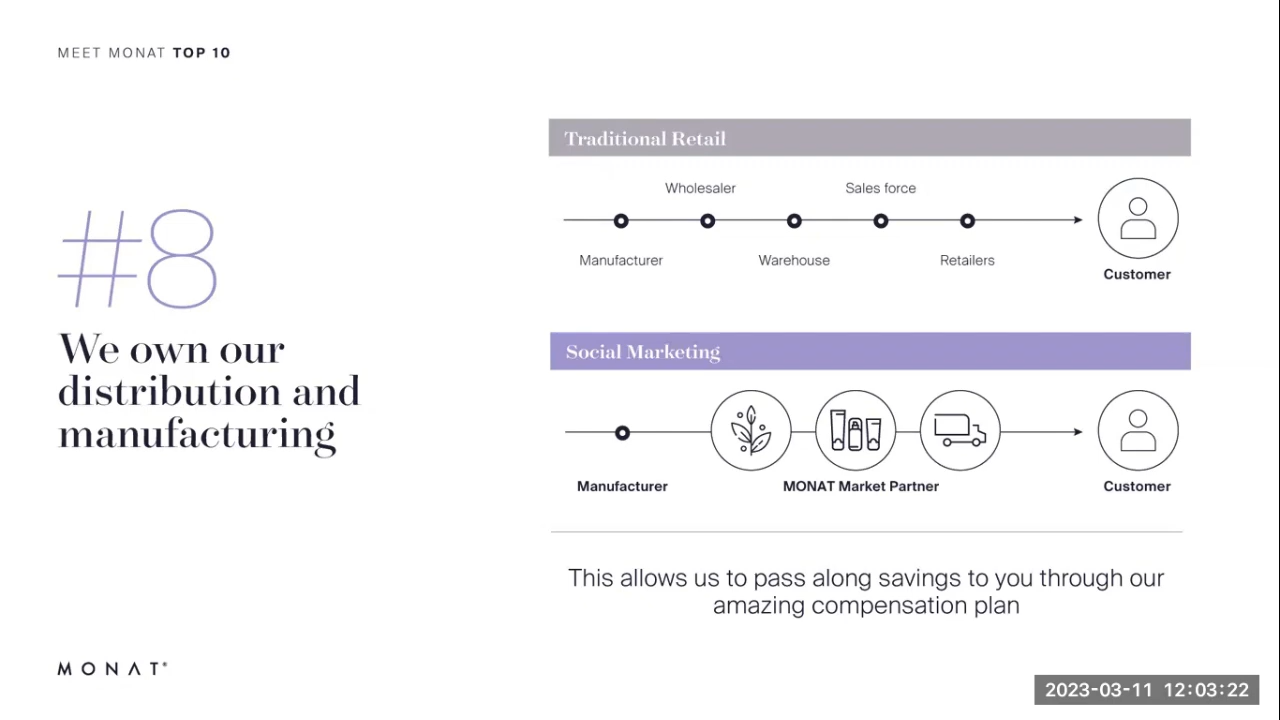 MEET MONAT TOP 10
#8
We own our
distribution and
manufacturing
Traditional Retail
Wholesaler
Sales force
Manufacturer
Warehouse
Retailers
Customer
Social Marketing
Manufacturer
MONAT Market Partner
Customer
This allows us to pass along savings to you through our
amazing compensation plan
MONAT®
2023-03-11 12:03:22